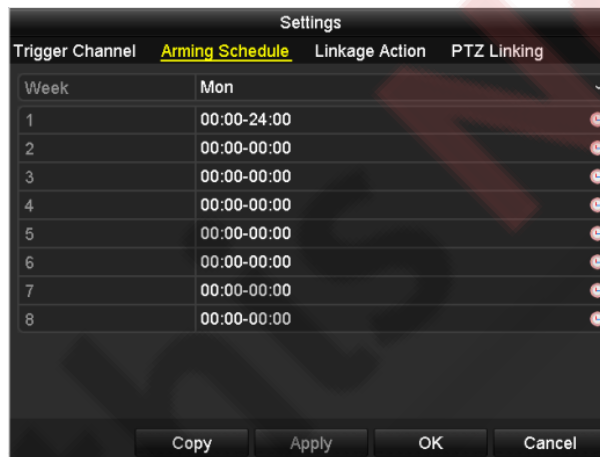 Settings
Trigger Channel Arming Schedule Linkage Action PTZ Linking
Week Mon
1 00:00-24:00
2 00:00-00:00
3 00:00-00:00
4 00:00-00:00
5 00:00-00:00
6 00:00-00:00
7 00:00-00:00
8 00:00-00:00
Copy Apply OK Cancel